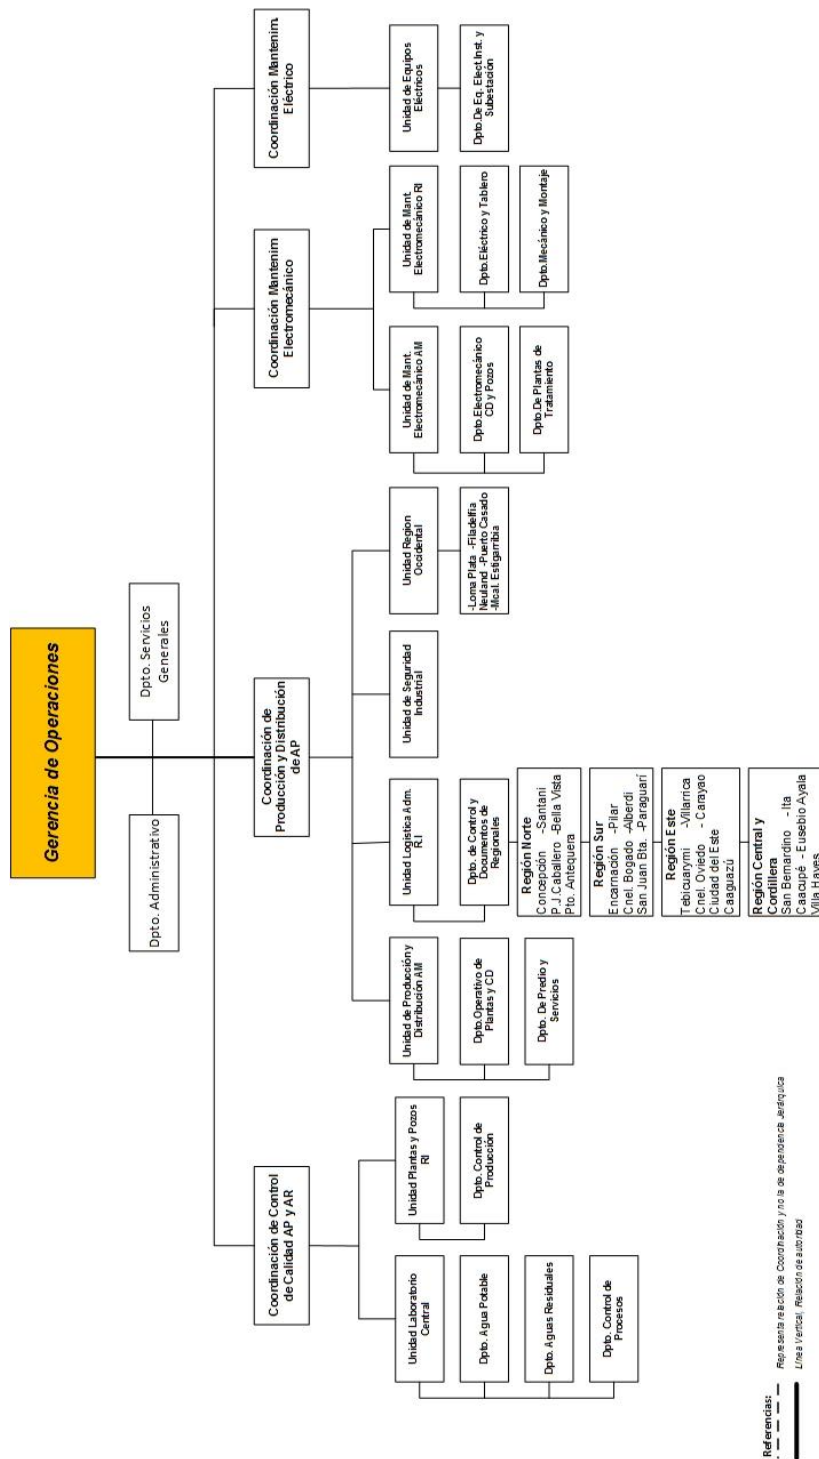 Gerencia de Operaciones
Dpto. Administrativo
Dpto. Servicios
Generales
Coordinación de Control
de Calidad AP y AR
Coordinación de
Producción y Distribución
de AP
Coordinación Mantenim.
Electromecánico
Coordinación Mantenim.
Eléctrico
Unidad Laboratorio
Central
Dpto. Agua Potable
Dpto. Aguas Residuales
Dpto. Control de
Procesos
Unidad Plantas y Pozos
RI
Dpto. Control de
Producción
Unidad de Producción y
Distribución AM
Dpto.Operativo de
Plantas y CD
Dpto. De Predio y
Servicios
Unidad Logística Adm.
R.I
Dpto. de Control y
Documentos de
Regionales
Región Norte
Concepción -Santani
P.J.Caballero -Bella Vista
Pto. Antequera
Región Sur
Encarnación -Pilar
Cnel. Bogado -Alberdi
San Juan Bta. -Paraguarí
Región Este
Tebicuarymi -Villarrica
Cnel. Oviedo - Carayao
Ciudad del Este
Caaguazú
Región Central y
Cordillera
San Bernardino - Ita
Caacupé - Eusebio Ayala
Villa Hayes
Unidad de Seguridad
Industrial
Unidad Region
Occidental
-Loma Plata -Filadelfia
Neuland -Puerto Casado
-Mcal. Estigarribia
Unidad de Mant.
Electromecánico AM
Dpto.Electromecánico
CD y Pozos
Dpto.De Plantas de
Tratamiento
Unidad de Mant.
Electromecánico RI
Dpto.Eléctrico y Tablero
Dpto.Mecánico y Montaje
Unidad de Equipos
Eléctricos
Dpto.De Eq. Elect.Inst. y
Subestación
Referencias:
Representa relación de Coordinación y no la de dependencia Jerárquica
Línea Vertical, Relación de autoridad